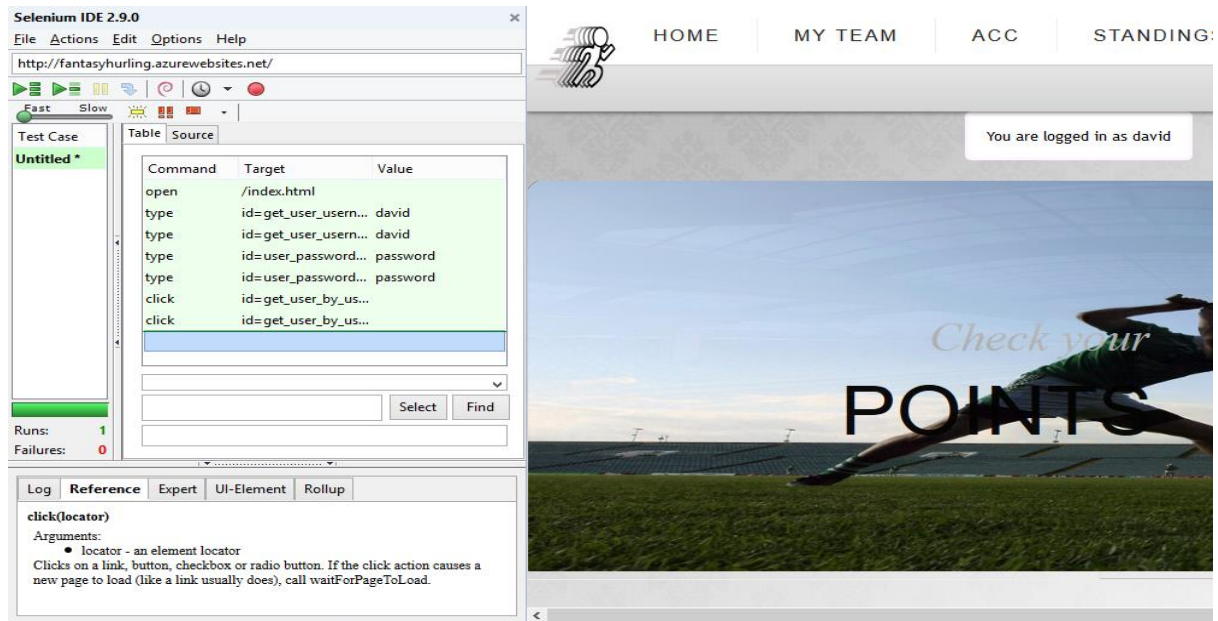 Selenium IDE 2.9.0
File Actions Edit Options Help
http://fantasyhurling.azurewebsites.net/
Fast Slow
Test Case
Untitled *
Table Source
Command Target Value
open /index.html
type id=get_user_usern... david
type id=get_user_usern... david
type id=user_password... password
type id=user_password... password
click id=get_user_by_us...
click id=get_user_by_us...
Select Find
Runs: 1
Failures: 0
Log Reference Expert UI-Element Rollup
click(locator)
Arguments:
locator - an element locator
Clicks on a link, button, checkbox or radio button. If the click action causes a
new page to load (like a link usually does), call waitForPageToLoad.
HOME MY TEAM ACC STANDINGS
You are logged in as david
Check your
POINTS